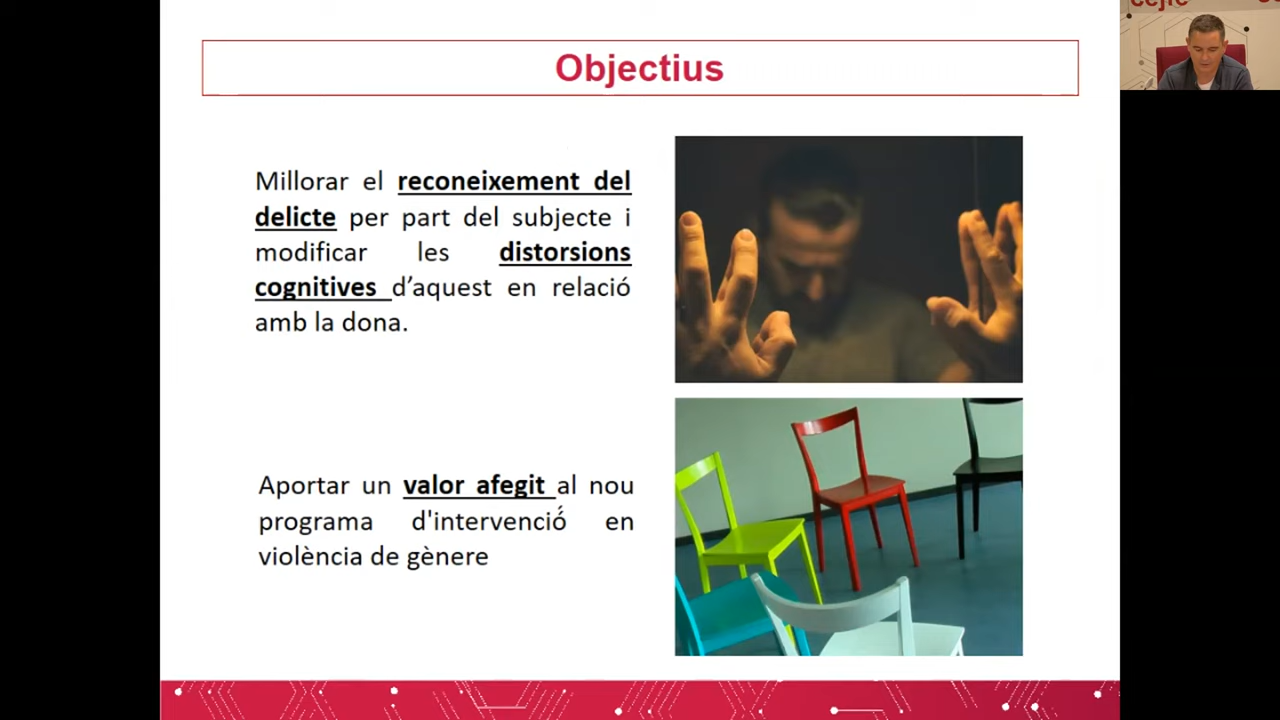 Objectius
Millorar el reconeixement del
delicte per part del subjecte i
modificar les distorsions
cognitives d’aquest en relació
amb la dona.
Aportar un valor afegit al nou
programa d'intervenció en
violència de gènere